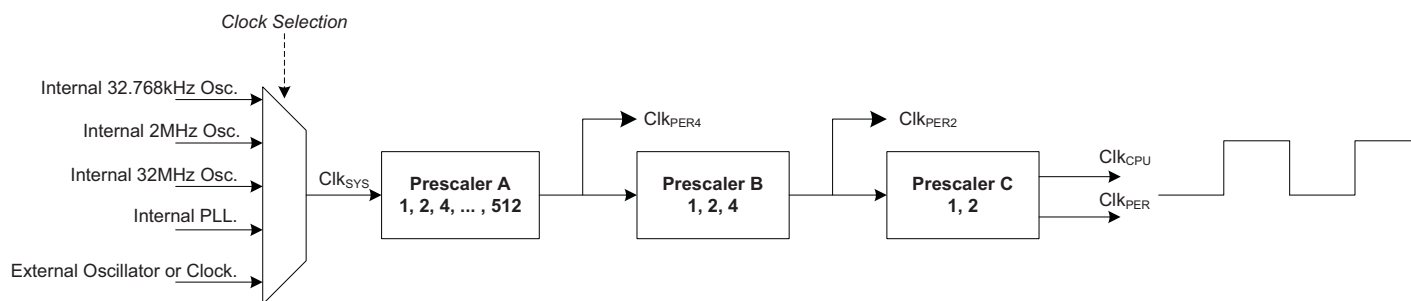 Clock Selection
Internal 32.768kHz Osc.
Internal 2MHz Osc.
Internal 32MHz Osc.
Internal PLL.
External Oscillator or Clock.
ClkSYS
Prescaler A
1, 2, 4, ... , 512
ClkPER4
Prescaler B
1, 2, 4
ClkPER2
Prescaler C
1, 2
ClkCPU
ClkPER